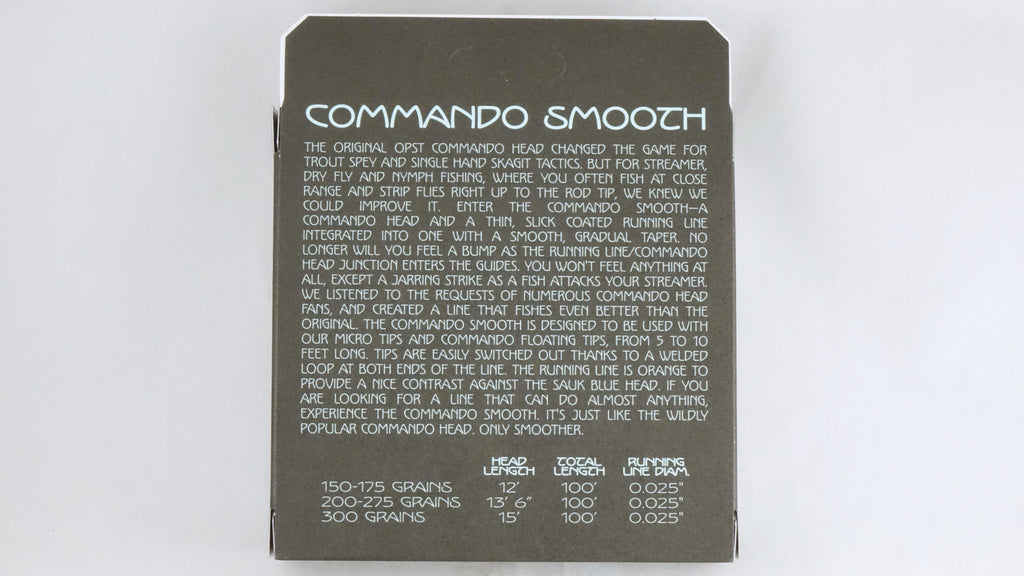 COMMANDO SMOOTH
THE ORIGINAL OPST COMMANDO HEAD CHANGED THE GAME FOR
TROUT SPEY AND SINGLE HAND SKAGIT TACTICS. BUT FOR STREAMER,
DRY FLY AND NYMPH FISHING, WHERE YOU OFTEN FISH AT CLOSE
RANGE AND STRIP FLIES RIGHT UP TO THE ROD TIP, WE KNEW WE
COULD IMPROVE IT. ENTER THE COMMANDO SMOOTH—A
COMMANDO HEAD AND A THIN, SLICK COATED RUNNING LINE
INTEGRATED INTO ONE WITH A SMOOTH, GRADUAL TAPER. NO
LONGER WILL YOU FEEL A BUMP AS THE RUNNING LINE/COMMANDO
HEAD JUNCTION ENTERS THE GUIDES. YOU WON'T FEEL ANYTHING AT
ALL, EXCEPT A JARRING STRIKE AS A FISH ATTACKS YOUR STREAMER.
WE LISTENED TO THE REQUESTS OF NUMEROUS COMMANDO HEAD
FANS, AND CREATED A LINE THAT FISHES EVEN BETTER THAN THE
ORIGINAL. THE COMMANDO SMOOTH IS DESIGNED TO BE USED WITH
OUR MICRO TIPS AND COMMANDO FLOATING TIPS, FROM 5 TO 10
FEET LONG. TIPS ARE EASILY SWITCHED OUT THANKS TO A WELDED
LOOP AT BOTH ENDS OF THE LINE. THE RUNNING LINE IS ORANGE TO
PROVIDE A NICE CONTRAST AGAINST THE SAUK BLUE HEAD. IF YOU
ARE LOOKING FOR A LINE THAT CAN DO ALMOST ANYTHING,
EXPERIENCE THE COMMANDO SMOOTH. IT'S JUST LIKE THE WILDLY
POPULAR COMMANDO HEAD. ONLY SMOOTHER.
HEAD TOTAL RUNNING
LENGTH LENGTH LINE DIAM.
150-175 GRAINS 12' 100' 0.025"
200-275 GRAINS 13' 6" 100' 0.025"
300 GRAINS 15' 100' 0.025"